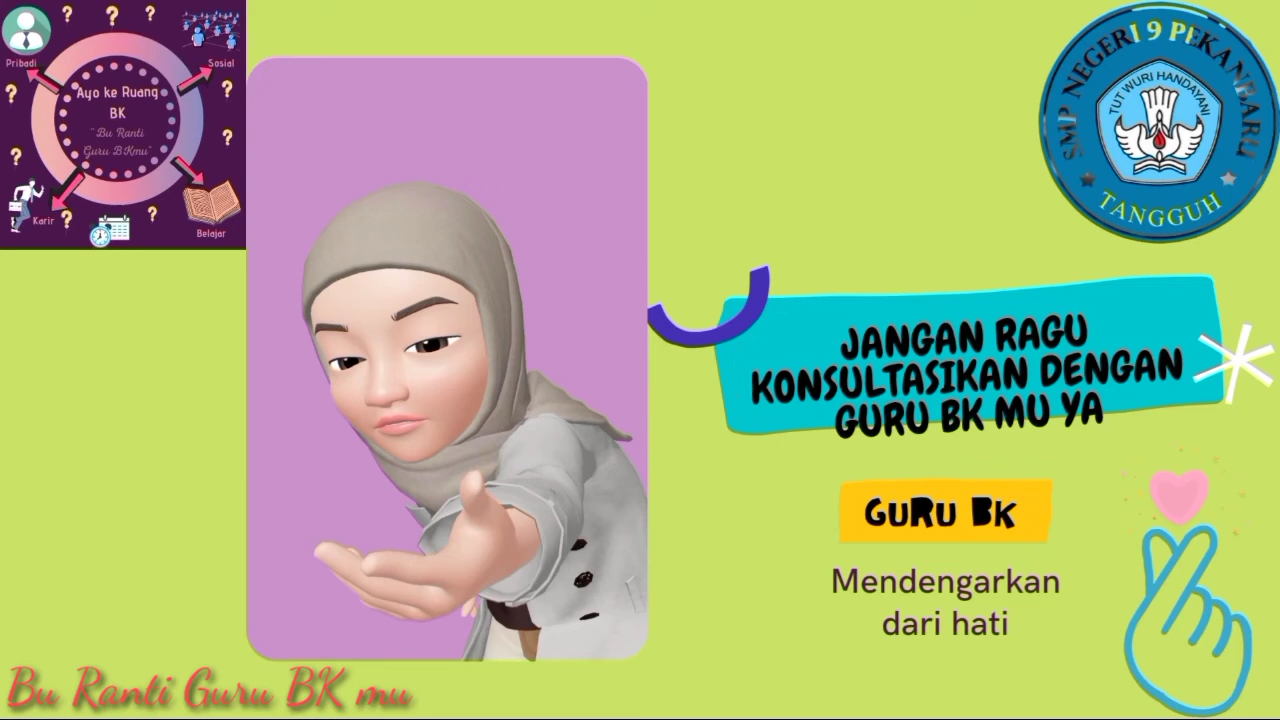 Pribadi
Sosial
Ayo ke Ruang
BK
"Bu Ranti
Guru BKmu"
Karir
Belajar
SMP NEGERI 9 PEKANBARU
TUT WURI HANDAYANI
TANGGUH
JANGAN RAGU
KONSULTASIKAN DENGAN
GURU BK MU YA
GURU BK
Mendengarkan
dari hati
Bu Ranti Guru BK mu